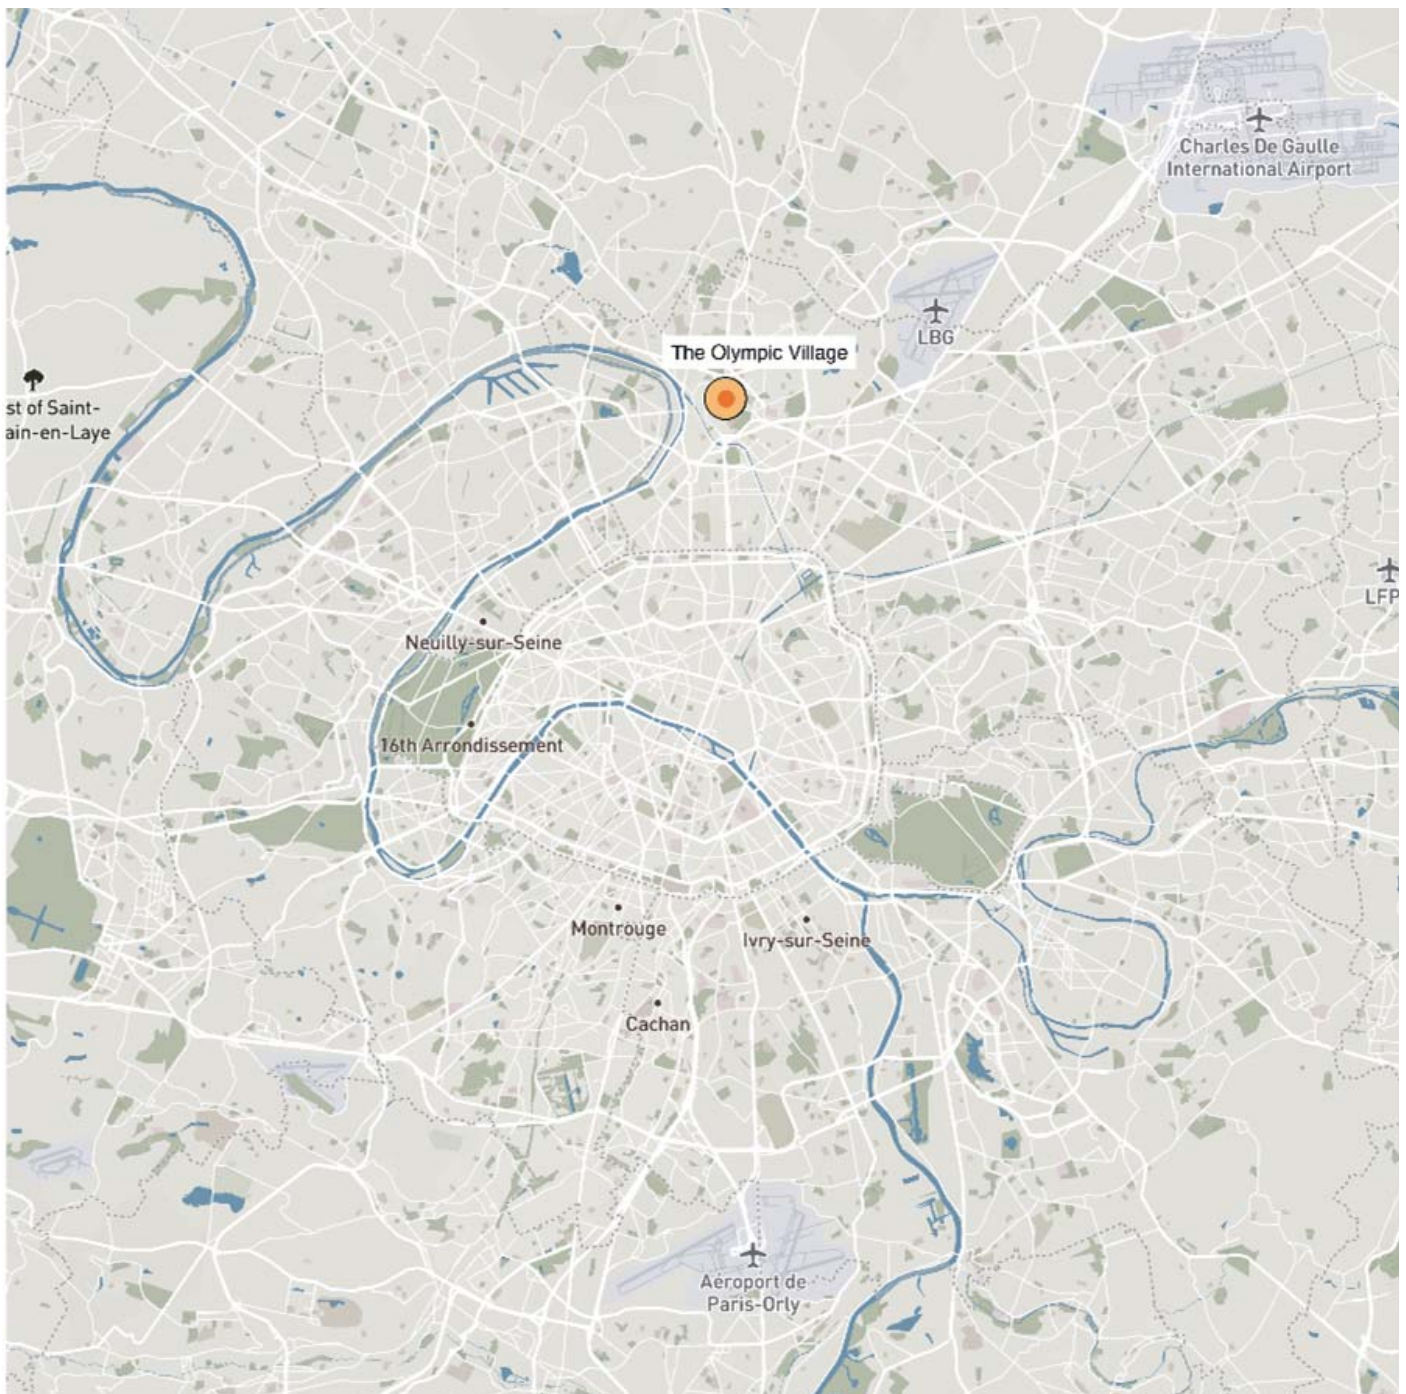 Charles De Gaulle
International Airport
LBG
The Olympic Village
st of Saint-
ain-en-Laye
LFP
Neuilly-sur-Seine
16th Arrondissement
Montrouge
Ivry-sur-Seine
Cachan
Aéroport de
Paris-Orly